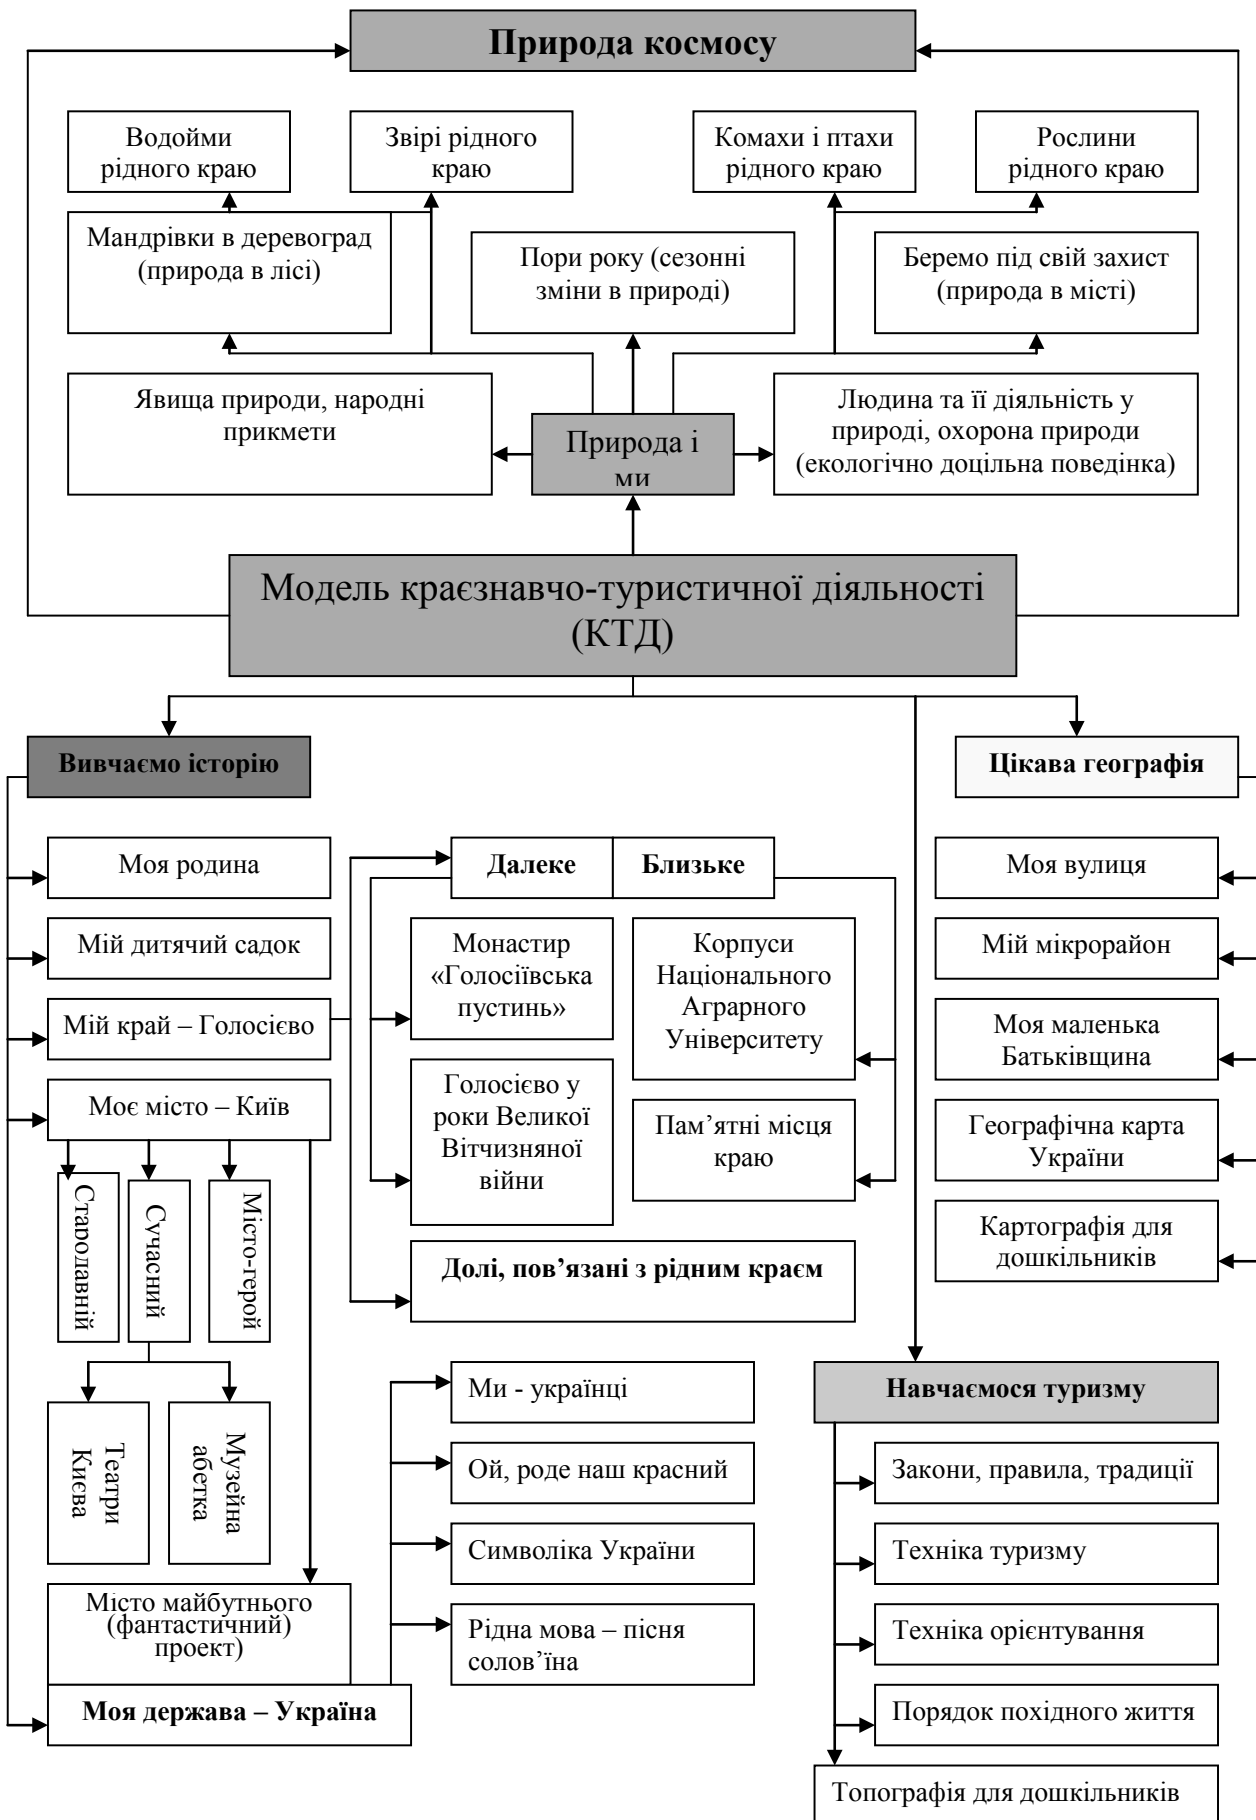 Природа космосу
Водойми
рідного краю
Звірі рідного
краю
Комахи і птахи
рідного краю
Рослини
рідного краю
Мандрівки в деревоград
(природа в лісі)
Пори року (сезонні
зміни в природі)
Беремо під свій захист
(природа в місті)
Явища природи, народні
прикмети
Природа і
ми
Людина та її діяльність у
природі, охорона природи
(екологічно доцільна поведінка)
Модель краєзнавчо-туристичної діяльності
(КТД)
Вивчаємо історію
Цікава географія
Моя родина
Мій дитячий садок
Мій край – Голосієво
Моє місто – Київ
Далеке
Близьке
Монастир
«Голосіївська
пустинь»
Корпуси
Національного
Аграрного
Університету
Голосієво у
роки Великої
Вітчизняної
війни
Пам’ятні місця
краю
Долі, пов’язані з рідним краєм
Моя вулиця
Мій мікрорайон
Моя маленька
Батьківщина
Географічна карта
України
Картографія для
дошкільників
Стародавній
Сучасний
Місто-герой
Театри
Києва
Музейна
абетка
Місто майбутнього
(фантастичний)
проект)
Моя держава – Україна
Ми - українці
Ой, роде наш красний
Символіка України
Рідна мова – пісня
солов’їна
Навчаємося туризму
Закони, правила, традиції
Техніка туризму
Техніка орієнтування
Порядок похідного життя
Топографія для дошкільників